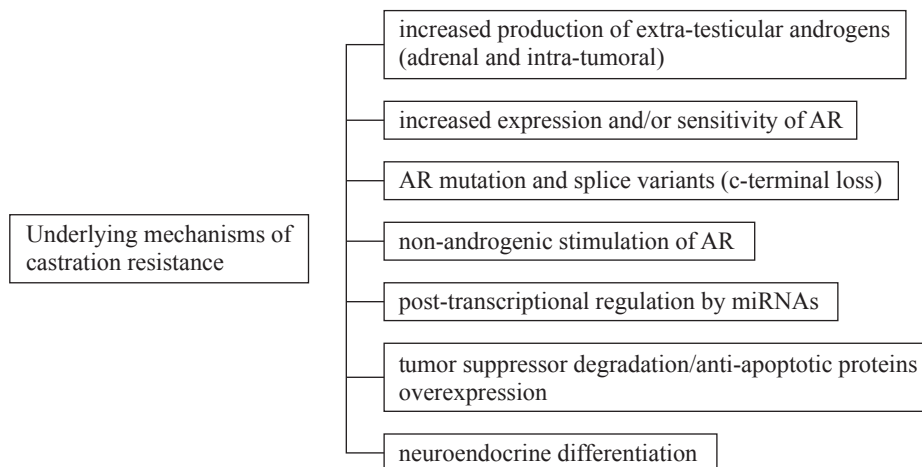 increased production of extra-testicular androgens
(adrenal and intra-tumoral)
increased expression and/or sensitivity of AR
AR mutation and splice variants (c-terminal loss)
Underlying mechanisms of
castration resistance
non-androgenic stimulation of AR
post-transcriptional regulation by miRNAs
tumor suppressor degradation/anti-apoptotic proteins
overexpression
neuroendocrine differentiation